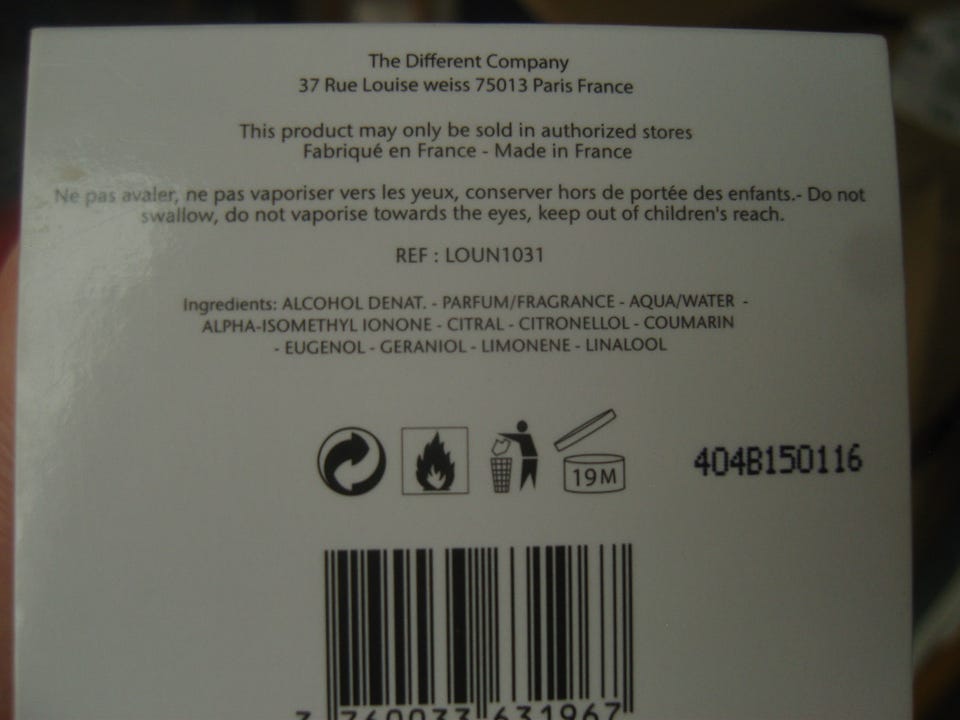 The Different Company
37 Rue Louise weiss 75013 Paris France
This product may only be sold in authorized stores
Fabriqué en France - Made in France
Ne pas avaler, ne pas vaporiser vers les yeux, conserver hors de portée des enfants.- Do not
swallow, do not vaporise towards the eyes, keep out of children's reach.
REF : LOUN1031
Ingredients: ALCOHOL DENAT. - PARFUM/FRAGRANCE - AQUA/WATER -
ALPHA-ISOMETHYL IONONE - CITRAL - CITRONELLOL - COUMARIN
- EUGENOL - GERANIOL - LIMONENE - LINALOOL
19M
404B150116
3 760033 631967